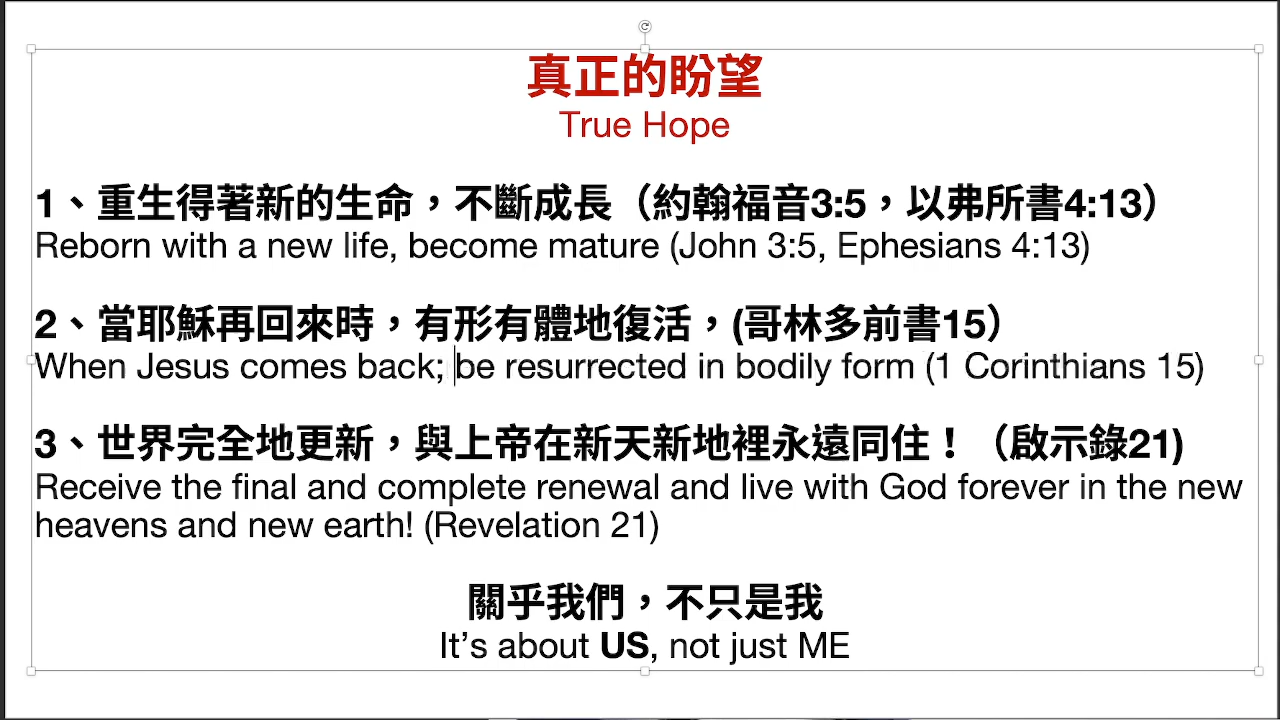 真正的盼望
True Hope
1、重生得著新的生命，不斷成長（約翰福音3:5，以弗所書4:13）
Reborn with a new life, become mature (John 3:5, Ephesians 4:13)
2、當耶穌再回來時，有形有體地復活，(哥林多前書15）
When Jesus comes back; be resurrected in bodily form (1 Corinthians 15)
3、世界完全地更新，與上帝在新天新地裡永遠同住！（啟示錄21)
Receive the final and complete renewal and live with God forever in the new
heavens and new earth! (Revelation 21)
關乎我們，不只是我
It’s about US, not just ME